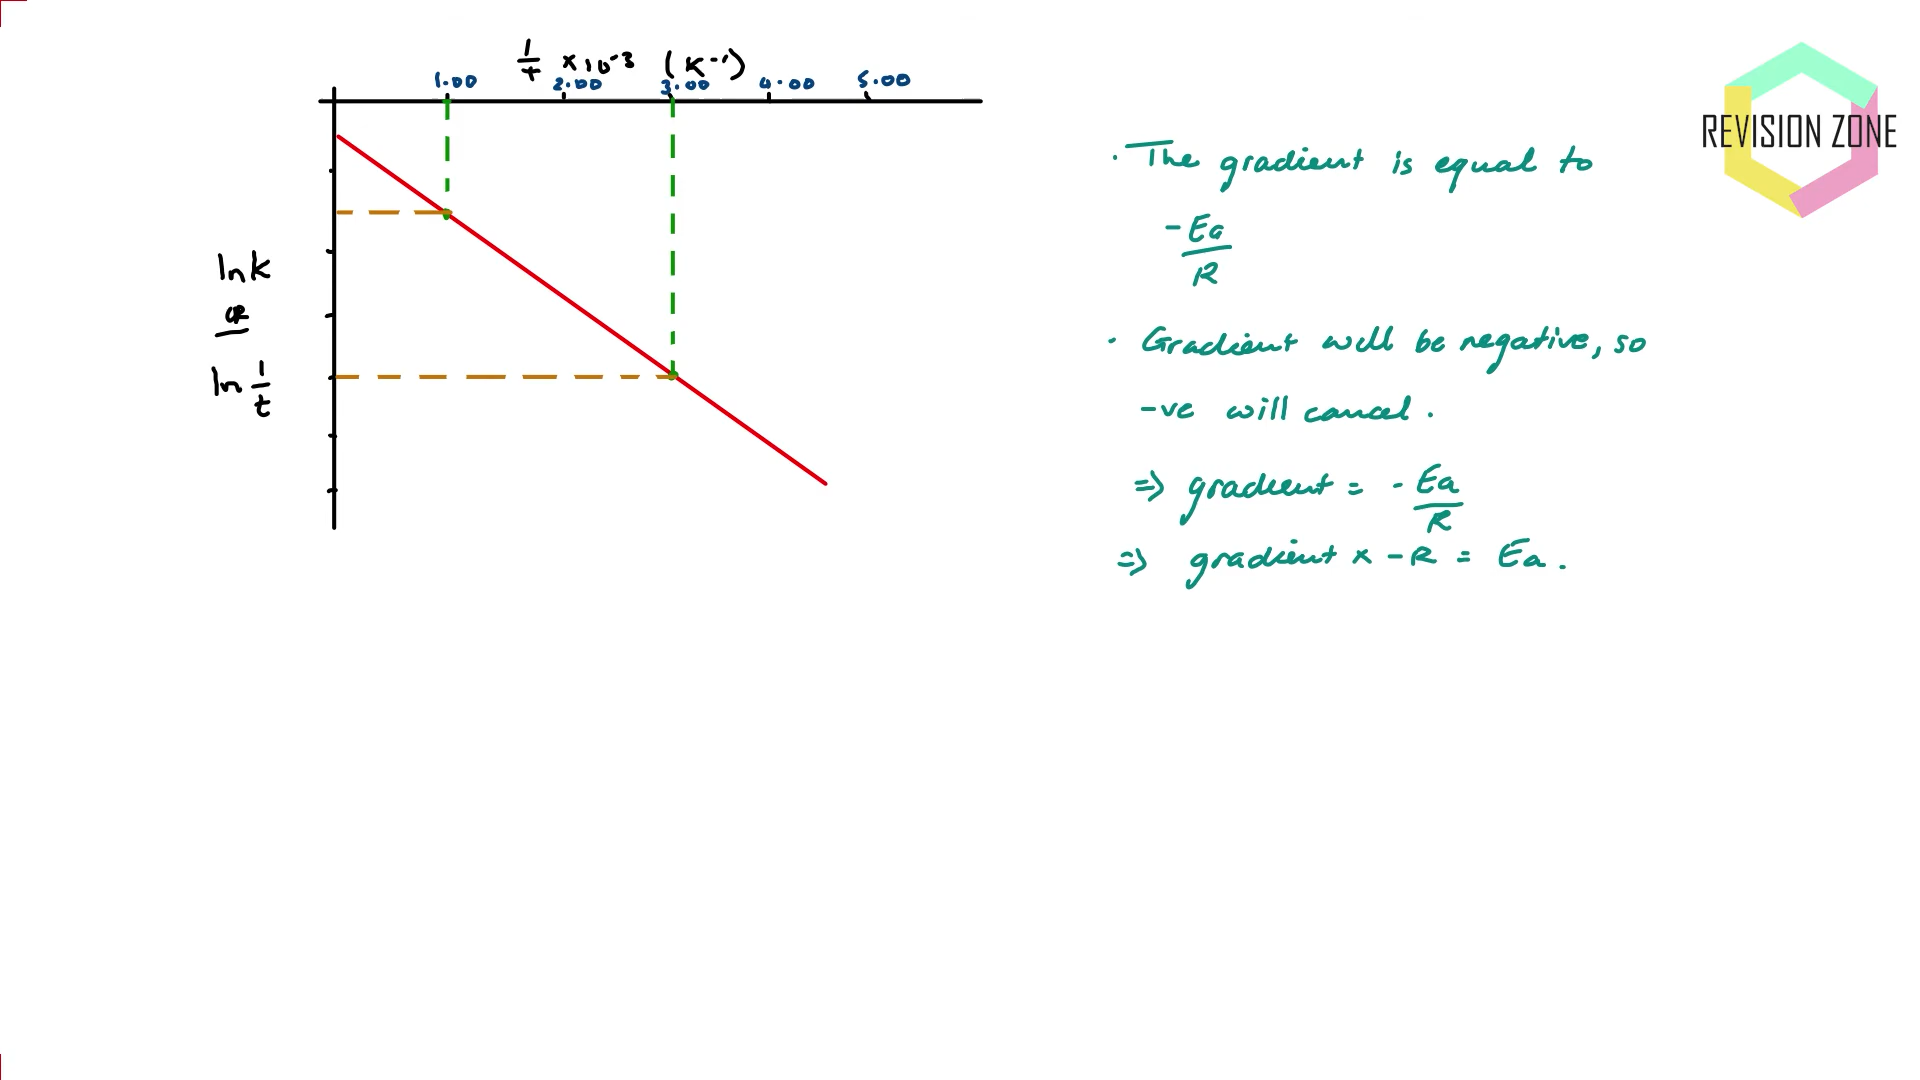 1/T x10⁻³ (K⁻¹)
1.00 2.00 3.00 4.00 5.00
ln k
OR
ln 1/t
REVISION ZONE
· The gradient is equal to
-Ea/R
· Gradient will be negative, so
-ve will cancel.
⇒ gradient = - Ea/R
⇒ gradient x -R = Ea.